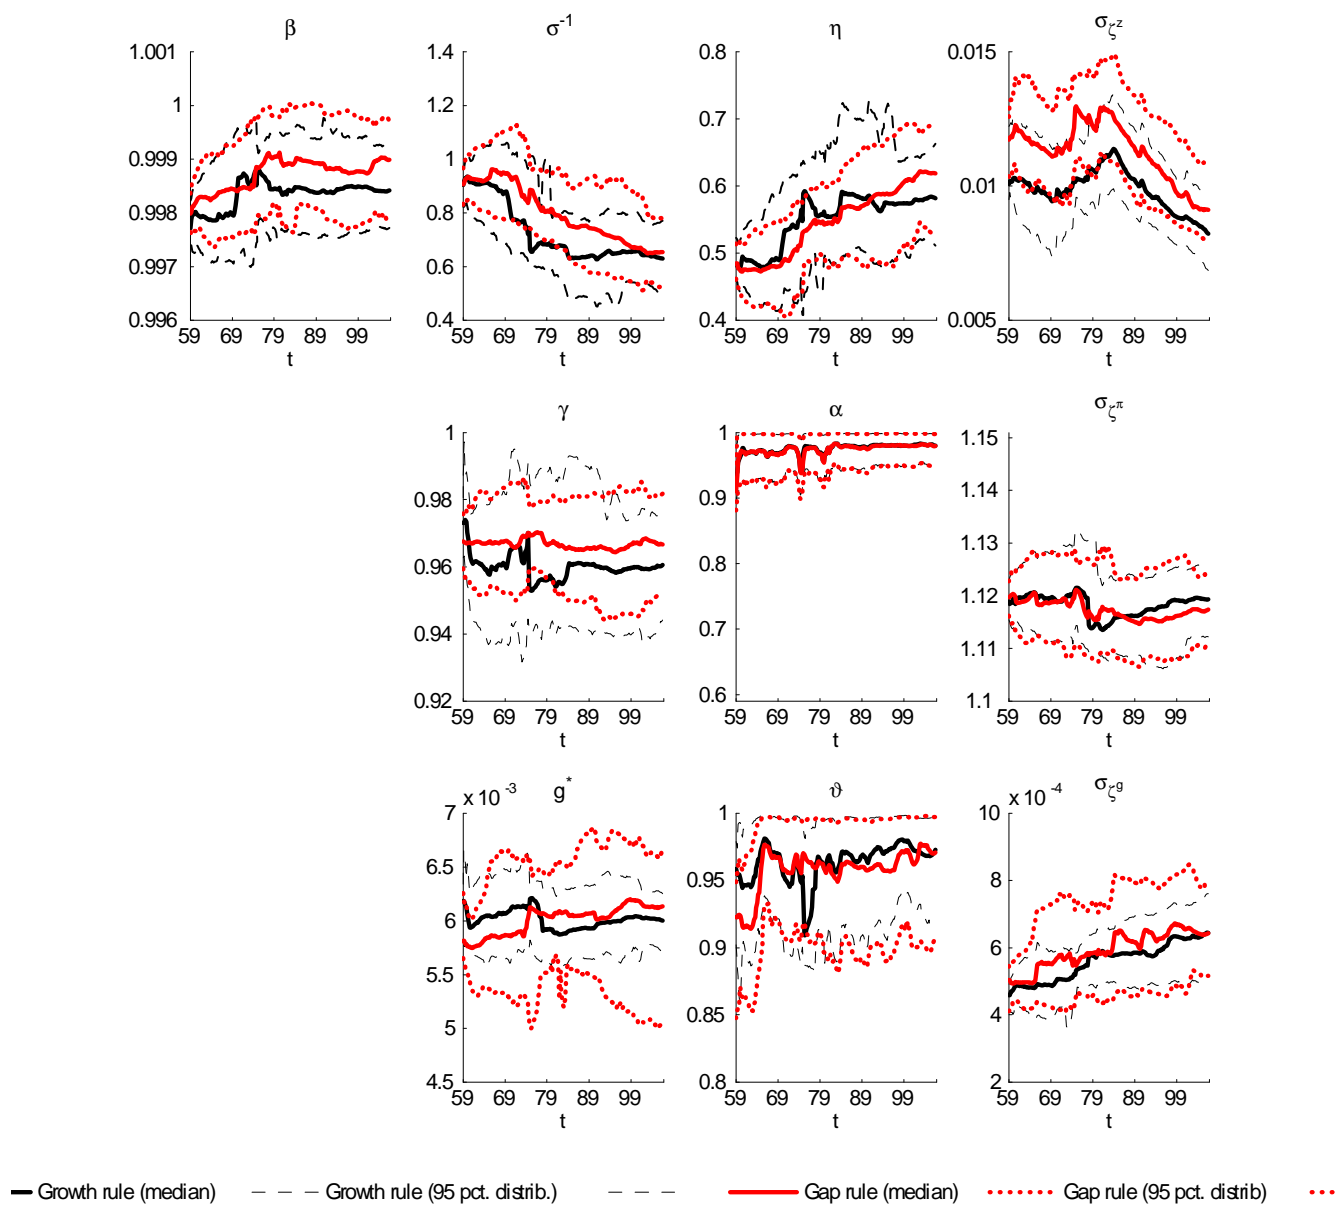 β σ⁻¹ η σ_ζᶻ
1.001 1.4 0.8 0.015
1 1.2 0.7
0.999 1 0.6 0.01
0.998 0.8
0.997 0.6 0.5
0.996 0.4 0.4 0.005
59 69 79 89 99 59 69 79 89 99 59 69 79 89 99 59 69 79 89 99
t t t t
γ α σ_ζπ
1 1 1.15
0.98 0.9 1.14
0.96 0.8 1.13
1.12
0.94 0.7 1.11
0.92 0.6 1.1
59 69 79 89 99 59 69 79 89 99 59 69 79 89 99
t t t
g* ϑ σ_ζg
x 10⁻³ x 10⁻⁴
7 1 10
6.5 0.95 8
6 0.9 6
5.5
5 0.85 4
4.5 0.8 2
59 69 79 89 99 59 69 79 89 99 59 69 79 89 99
t t t
Growth rule (median) Growth rule (95 pct. distrib.) Gap rule (median) Gap rule (95 pct. distrib)